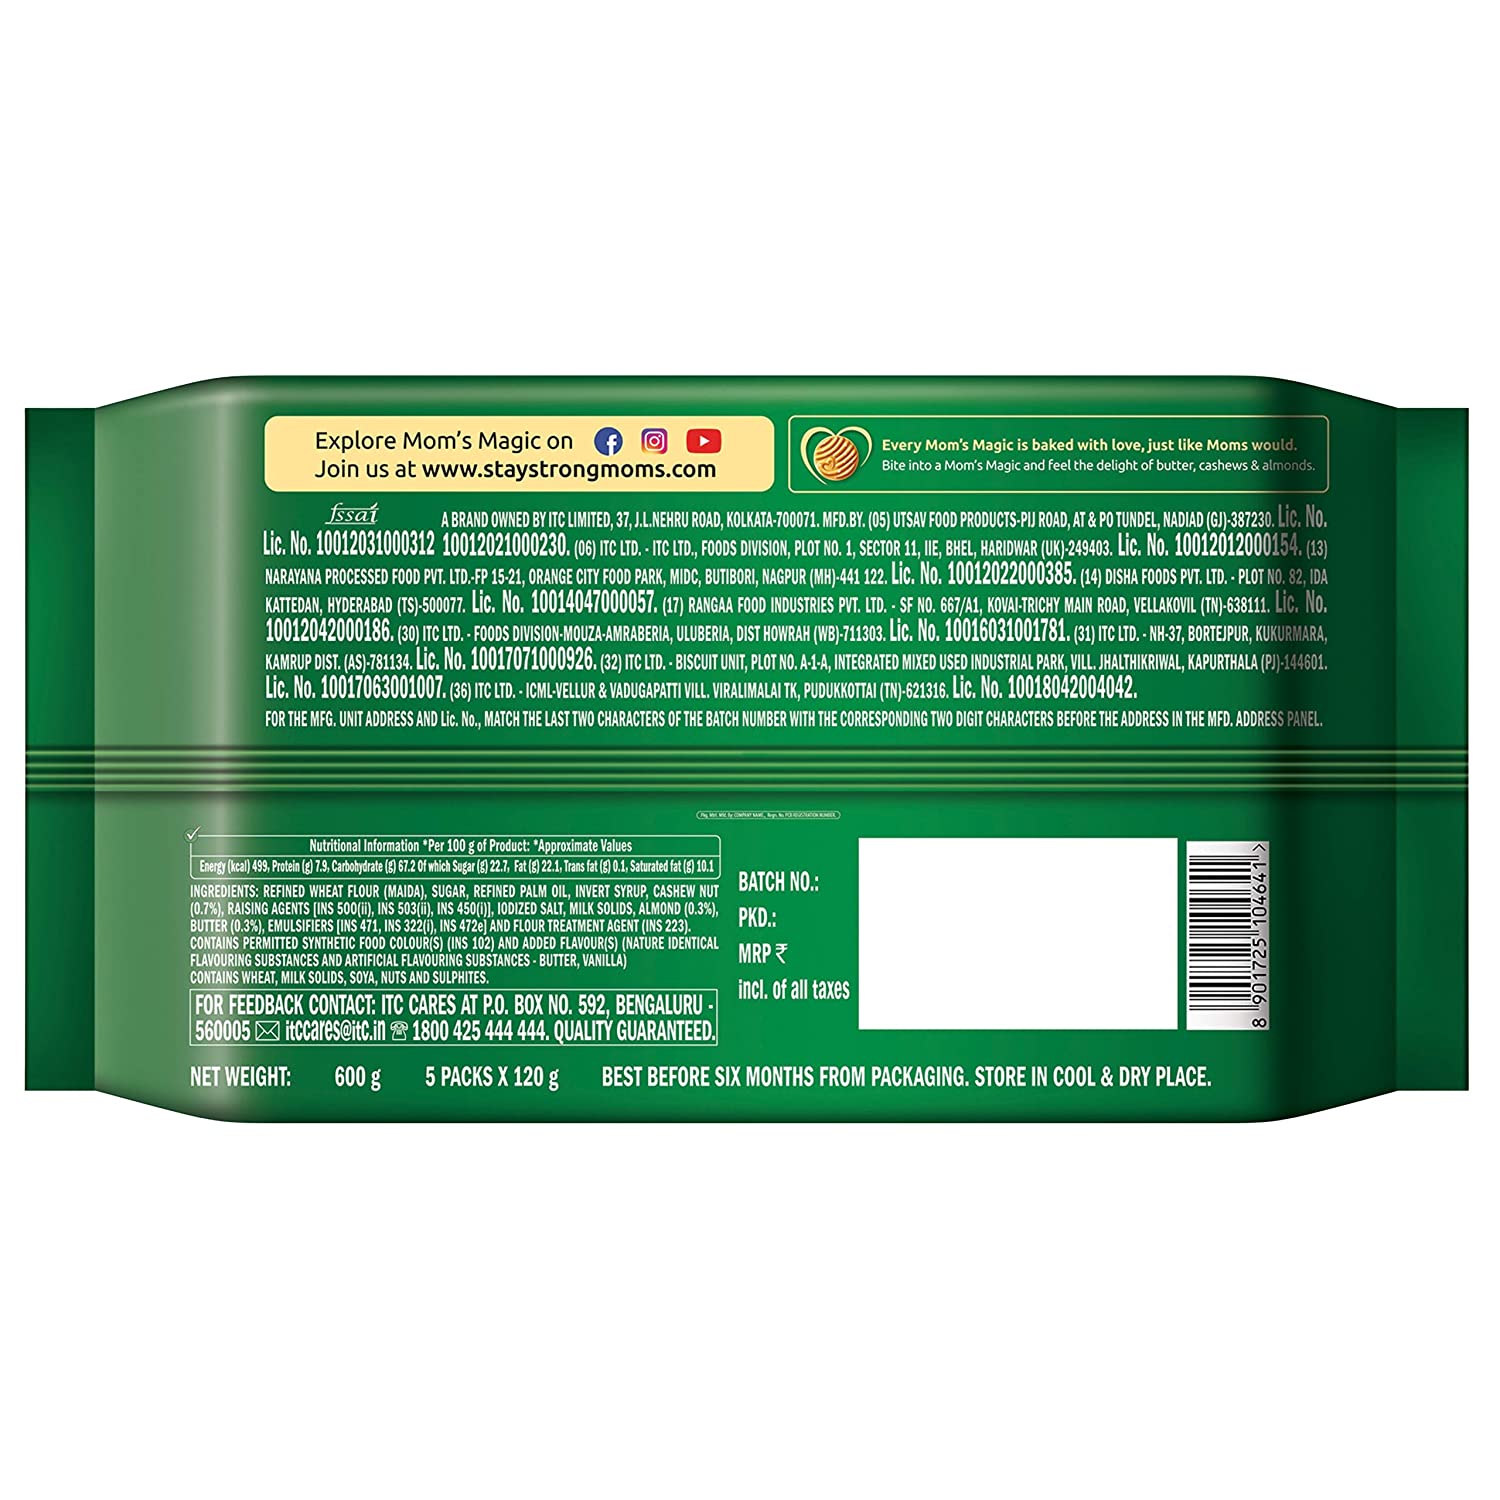 Explore Mom's Magic on
Join us at www.staystrongmoms.com
Every Mom's Magic is baked with love, just like Moms would.
Bite into a Mom's Magic and feel the delight of butter, cashews & almonds.
fssai
Lic. No. 10012031000312
A BRAND OWNED BY ITC LIMITED, 37, J.L.NEHRU ROAD, KOLKATA-700071. MFD.BY. (05) UTSAV FOOD PRODUCTS-PIJ ROAD, AT & PO TUNDEL, NADIAD (GJ)-387230. Lic. No.
10012021000230. (06) ITC LTD. - ITC LTD., FOODS DIVISION, PLOT NO. 1, SECTOR 11, IIE, BHEL, HARIDWAR (UK)-249403. Lic. No. 10012012000154. (13)
NARAYANA PROCESSED FOOD PVT. LTD.-FP 15-21, ORANGE CITY FOOD PARK, MIDC, BUTIBORI, NAGPUR (MH)-441 122. Lic. No. 10012022000385. (14) DISHA FOODS PVT. LTD. - PLOT NO. 82, IDA
KATTEDAN, HYDERABAD (TS)-500077. Lic. No. 10014047000057. (17) RANGAA FOOD INDUSTRIES PVT. LTD. - SF NO. 667/A1, KOVAI-TRICHY MAIN ROAD, VELLAKOVIL (TN)-638111. Lic. No.
10012042000186. (30) ITC LTD. - FOODS DIVISION-MOUZA-AMRABERIA, ULUBERIA, DIST HOWRAH (WB)-711303. Lic. No. 10016031001781. (31) ITC LTD. - NH-37, BORTEJPUR, KUKURMARA,
KAMRUP DIST. (AS)-781134. Lic. No. 10017071000926. (32) ITC LTD. - BISCUIT UNIT, PLOT NO. A-1-A, INTEGRATED MIXED USED INDUSTRIAL PARK, VILL. JHALTHIKRIWAL, KAPURTHALA (PJ)-144601.
Lic. No. 10017063001007. (36) ITC LTD. - ICML-VELLUR & VADUGAPATTI VILL. VIRALIMALAI TK, PUDUKKOTTAI (TN)-621316. Lic. No. 10018042004042.
FOR THE MFG. UNIT ADDRESS AND Lic. No., MATCH THE LAST TWO CHARACTERS OF THE BATCH NUMBER WITH THE CORRESPONDING TWO DIGIT CHARACTERS BEFORE THE ADDRESS IN THE MFD. ADDRESS PANEL.
Pkg. Mtrl. Mfd. By: COMPANY NAME., Regn. No. PCB REGISTRATION NUMBER.
Nutritional Information *Per 100 g of Product: *Approximate Values
Energy (kcal) 499, Protein (g) 7.9, Carbohydrate (g) 67.2 Of which Sugar (g) 22.7, Fat (g) 22.1, Trans fat (g) 0.1, Saturated fat (g) 10.1
INGREDIENTS: REFINED WHEAT FLOUR (MAIDA), SUGAR, REFINED PALM OIL, INVERT SYRUP, CASHEW NUT
(0.7%), RAISING AGENTS [INS 500(ii), INS 503(ii), INS 450(i)], IODIZED SALT, MILK SOLIDS, ALMOND (0.3%),
BUTTER (0.3%), EMULSIFIERS [INS 471, INS 322(i), INS 472e] AND FLOUR TREATMENT AGENT (INS 223).
CONTAINS PERMITTED SYNTHETIC FOOD COLOUR(S) (INS 102) AND ADDED FLAVOUR(S) (NATURE IDENTICAL
FLAVOURING SUBSTANCES AND ARTIFICIAL FLAVOURING SUBSTANCES - BUTTER, VANILLA)
CONTAINS WHEAT, MILK SOLIDS, SOYA, NUTS AND SULPHITES.
FOR FEEDBACK CONTACT: ITC CARES AT P.O. BOX NO. 592, BENGALURU -
560005 itccares@itc.in 1800 425 444 444. QUALITY GUARANTEED.
BATCH NO.:
PKD.:
MRP ₹
incl. of all taxes
8 901725 104641 >
NET WEIGHT: 600 g 5 PACKS X 120 g BEST BEFORE SIX MONTHS FROM PACKAGING. STORE IN COOL & DRY PLACE.